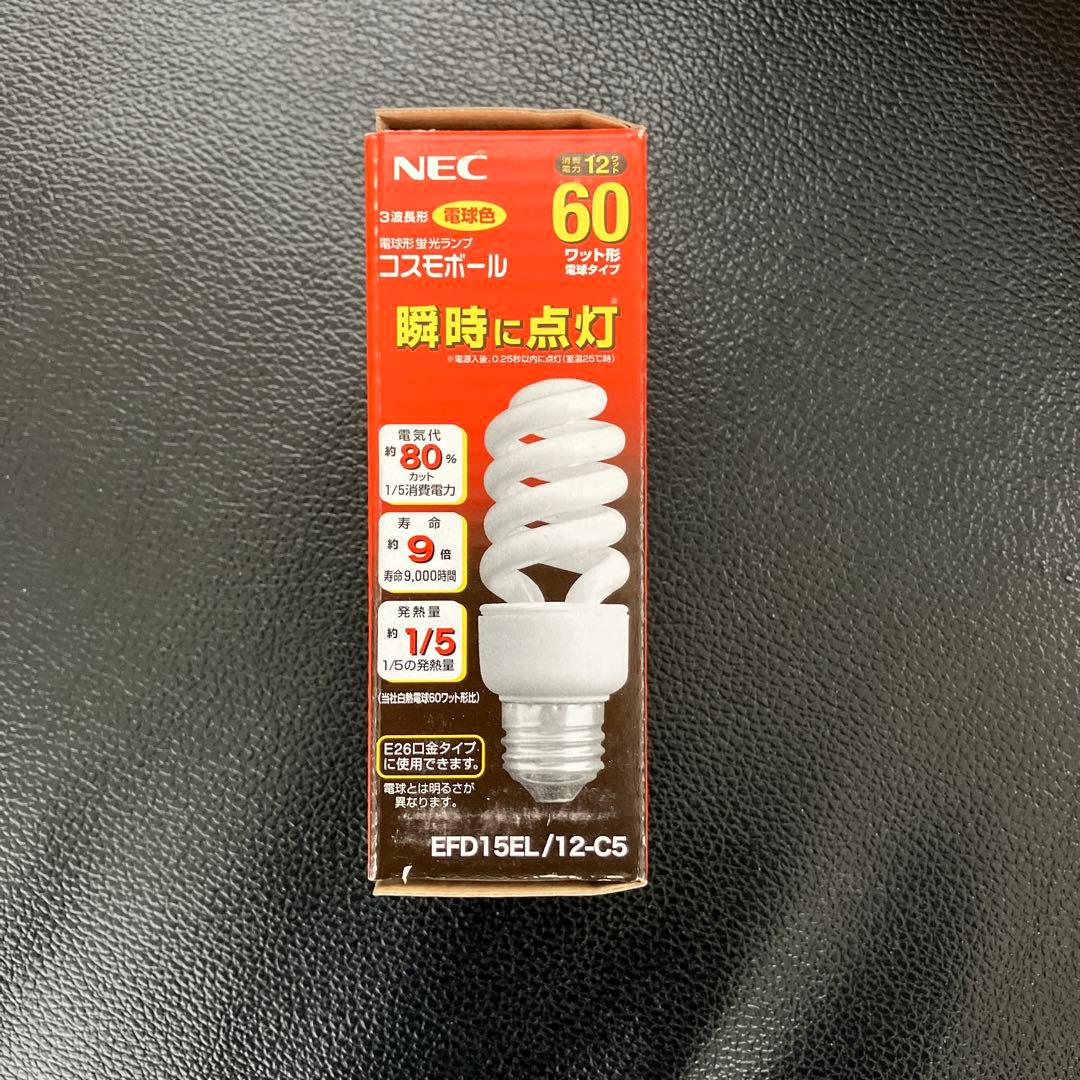 NEC
消費電力 12ワット
3波長形 電球色
60
ワット形
電球タイプ
電球形蛍光ランプ
コスモボール
瞬時に点灯※
※電源入後、0.25秒以内に点灯(室温25℃時)
電気代
約80%
カット
1/5消費電力
寿命
約9倍
寿命9,000時間
発熱量
約1/5
1/5の発熱量
(当社白熱電球60ワット形比)
E26口金タイプ
に使用できます。
電球とは明るさが
異なります。
EFD15EL/12-C5